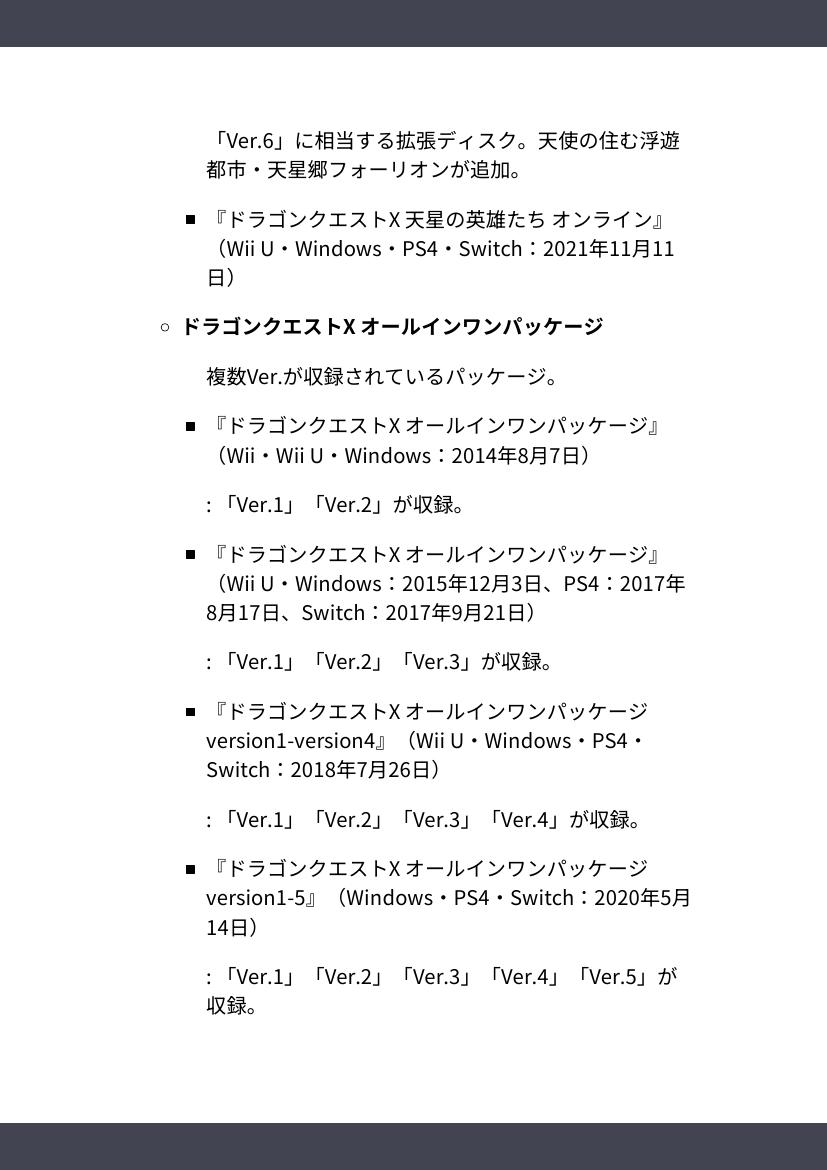 「Ver.6」に相当する拡張ディスク。天使の住む浮遊
都市・天星郷フォーリオンが追加。
『ドラゴンクエストX 天星の英雄たち オンライン』
（Wii U・Windows・PS4・Switch：2021年11月11
日）
ドラゴンクエストX オールインワンパッケージ
複数Ver.が収録されているパッケージ。
『ドラゴンクエストX オールインワンパッケージ』
（Wii・Wii U・Windows：2014年8月7日）
: 「Ver.1」「Ver.2」が収録。
『ドラゴンクエストX オールインワンパッケージ』
（Wii U・Windows：2015年12月3日、PS4：2017年
8月17日、Switch：2017年9月21日）
: 「Ver.1」「Ver.2」「Ver.3」が収録。
『ドラゴンクエストX オールインワンパッケージ
version1-version4』（Wii U・Windows・PS4・
Switch：2018年7月26日）
: 「Ver.1」「Ver.2」「Ver.3」「Ver.4」が収録。
『ドラゴンクエストX オールインワンパッケージ
version1-5』（Windows・PS4・Switch：2020年5月
14日）
: 「Ver.1」「Ver.2」「Ver.3」「Ver.4」「Ver.5」が
収録。